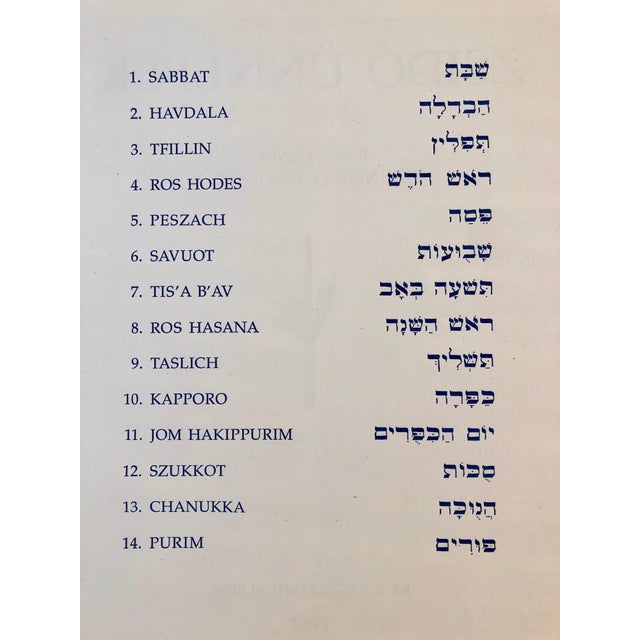 1. SABBAT שַׁבָּת
2. HAVDALA הַבְדָלָה
3. TFILLIN תְּפִלִּין
4. ROS HODES רֹאשׁ חֹדֶשׁ
5. PESZACH פֶּסַח
6. SAVUOT שָׁבוּעוֹת
7. TIS'A B'AV תִּשְׁעָה בְּאָב
8. ROS HASANA רֹאשׁ הַשָּׁנָה
9. TASLICH תַּשְׁלִיךְ
10. KAPPORO כַּפָּרָה
11. JOM HAKIPPURIM יוֹם הַכִּפֻּרִים
12. SZUKKOT סֻכּוֹת
13. CHANUKKA חֲנֻוכָּה
14. PURIM פּוּרִים